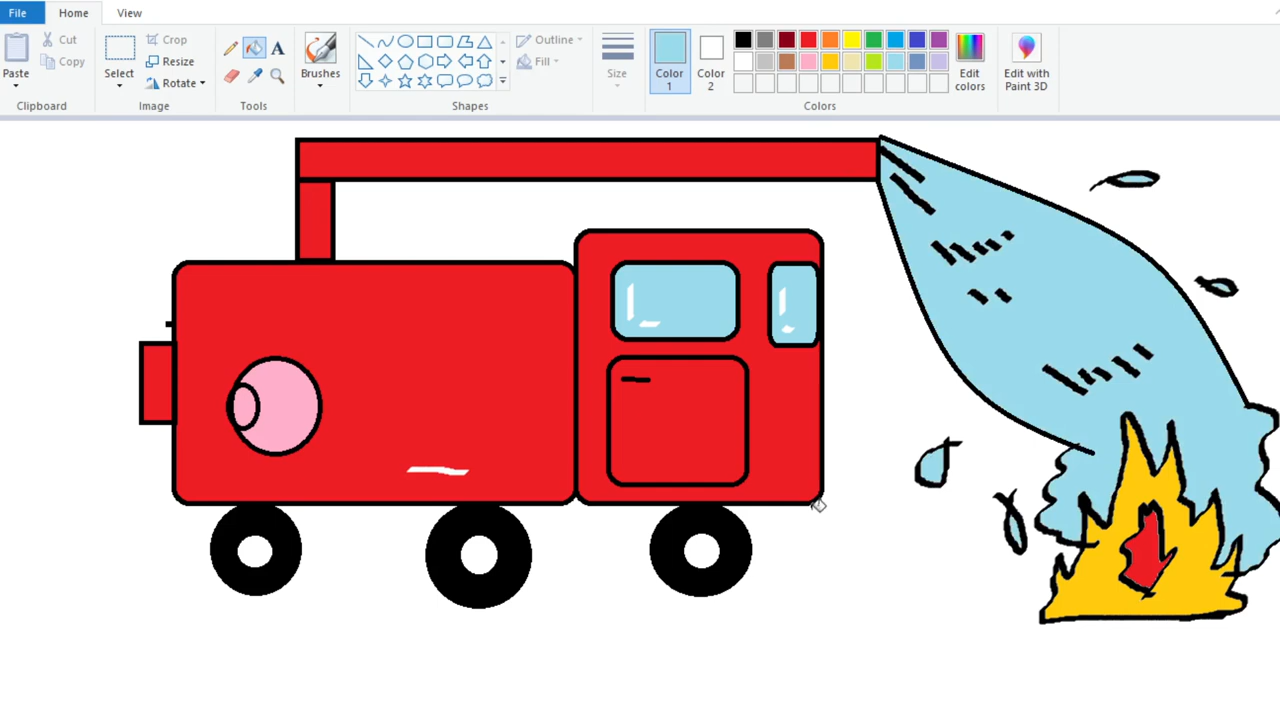 File Home View
Paste Cut Copy
Clipboard
Select Crop Resize Rotate
Image
A
Tools
Brushes
Shapes
Outline Fill
Size
Color 1
Color 2
Edit colors
Colors
Edit with Paint 3D